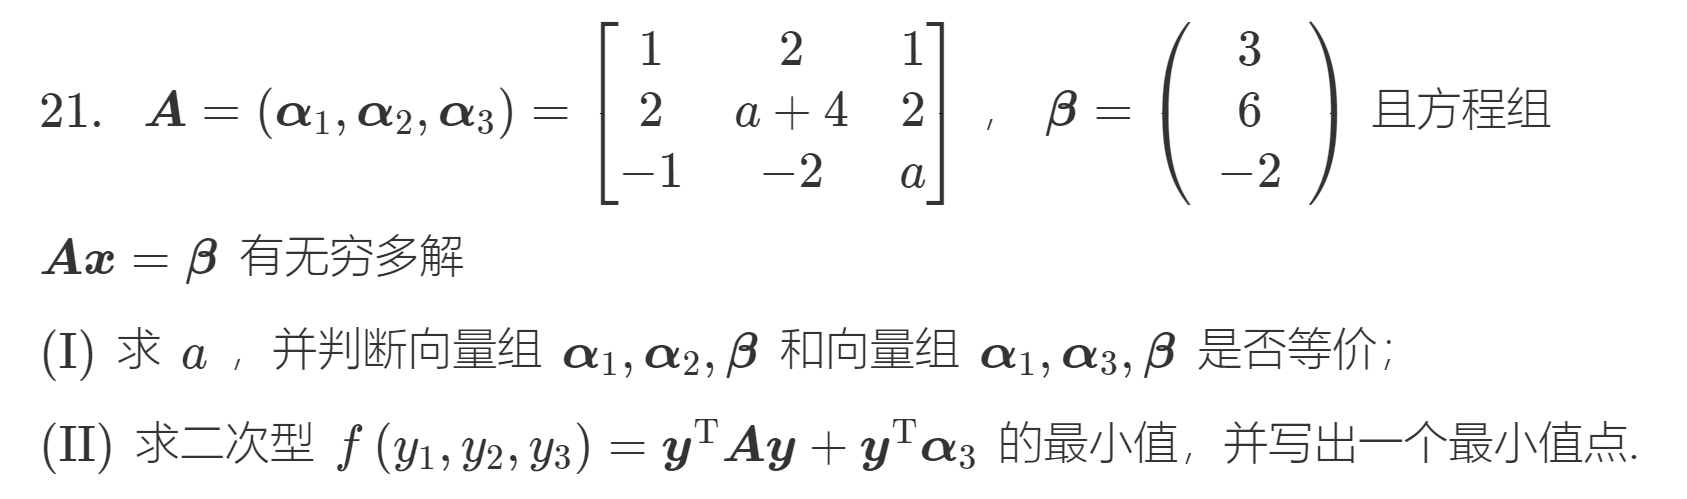 21. A = (α₁, α₂, α₃) = [1 2 1; 2 a+4 2; −1 −2 a], β = (3; 6; −2) 且方程组
Ax = β 有无穷多解
(I) 求 a, 并判断向量组 α₁, α₂, β 和向量组 α₁, α₃, β 是否等价;
(II) 求二次型 f(y₁, y₂, y₃) = yᵀAy + yᵀα₃ 的最小值, 并写出一个最小值点.